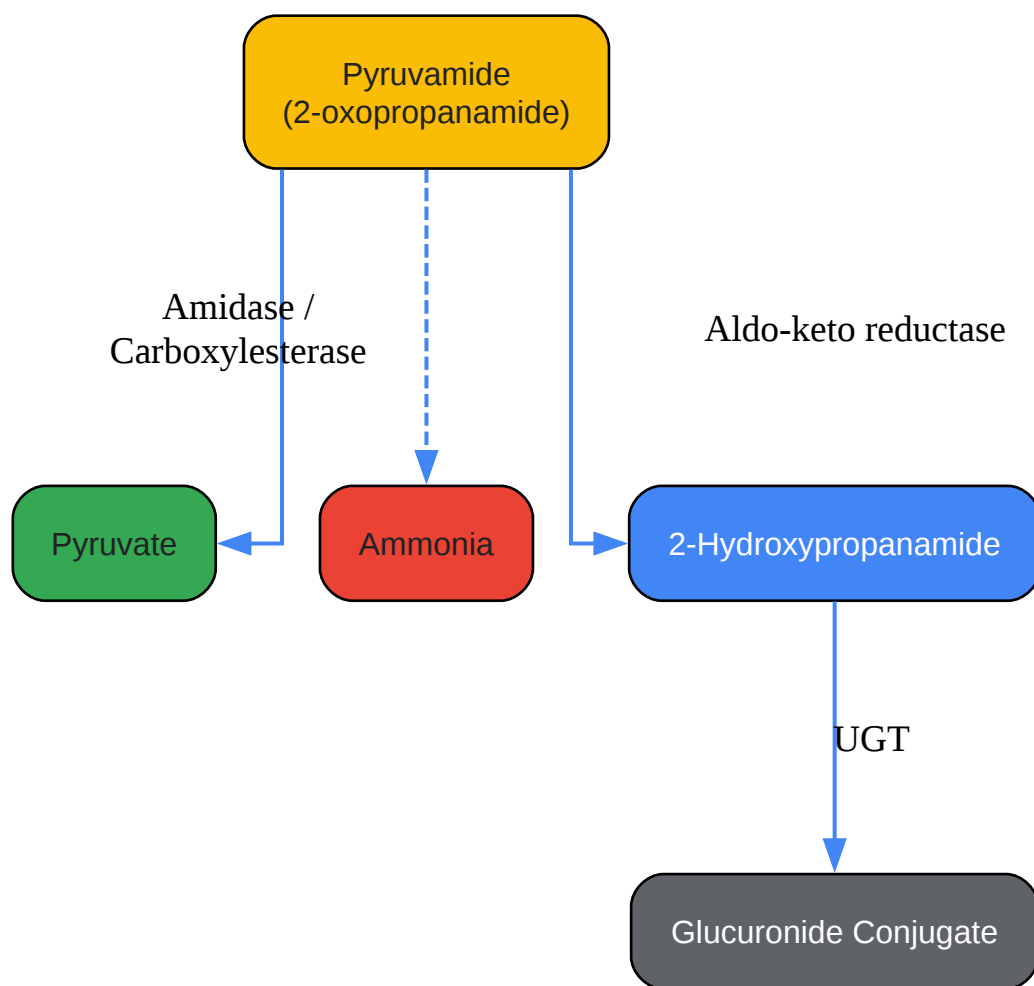 Pyruvamide
(2-oxopropanamide)
Amidase /
Carboxylesterase
Aldo-keto reductase
Pyruvate
Ammonia
2-Hydroxypropanamide
UGT
Glucuronide Conjugate